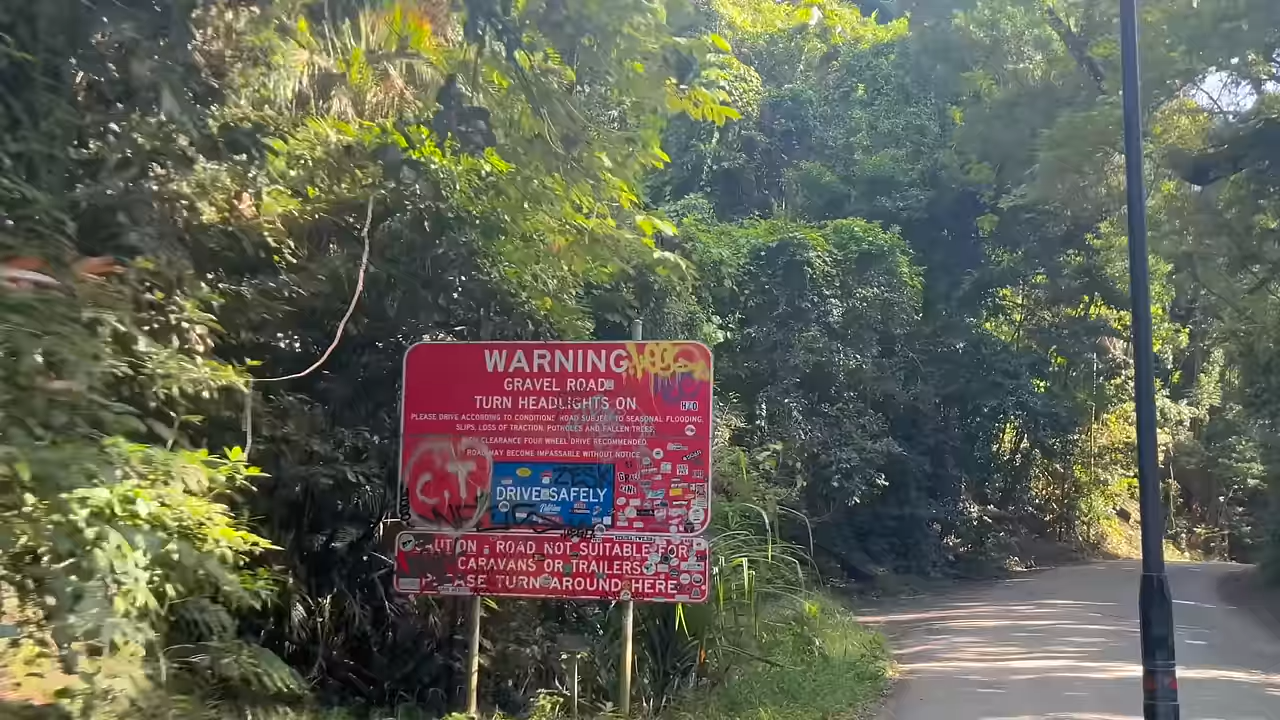 WARNING
GRAVEL ROAD
TURN HEADLIGHTS ON
PLEASE DRIVE ACCORDING TO CONDITIONS ROAD SUBJECT TO SEASONAL FLOODING,
SLIPS, LOSS OF TRACTION, POTHOLES AND FALLEN TREES.
CLEARANCE FOUR WHEEL DRIVE RECOMMENDED.
ROAD MAY BECOME IMPASSABLE WITHOUT NOTICE
DRIVE SAFELY
ROAD NOT SUITABLE FOR
CARAVANS OR TRAILERS
TURN AROUND HERE